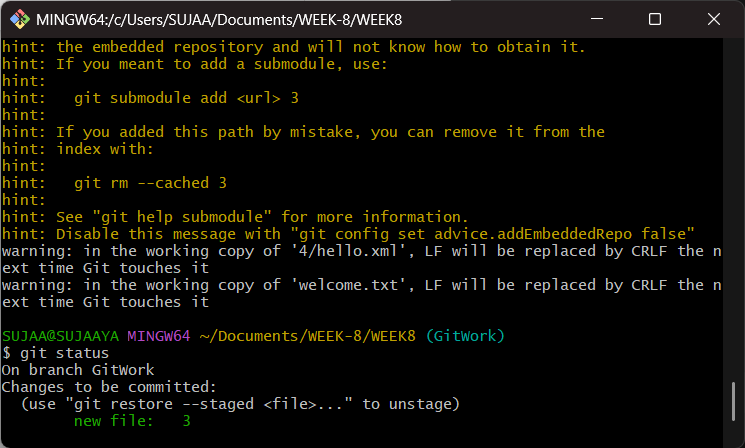 MINGW64:/c/Users/SUJAA/Documents/WEEK-8/WEEK8
hint: the embedded repository and will not know how to obtain it.
hint: If you meant to add a submodule, use:
hint:
hint:   git submodule add <url> 3
hint:
hint: If you added this path by mistake, you can remove it from the
hint: index with:
hint:
hint:   git rm --cached 3
hint:
hint: See "git help submodule" for more information.
hint: Disable this message with "git config set advice.addEmbeddedRepo false"
warning: in the working copy of '4/hello.xml', LF will be replaced by CRLF the n
ext time Git touches it
warning: in the working copy of 'welcome.txt', LF will be replaced by CRLF the n
ext time Git touches it
SUJAA@SUJAAYA MINGW64 ~/Documents/WEEK-8/WEEK8 (GitWork)
$ git status
On branch GitWork
Changes to be committed:
  (use "git restore --staged <file>..." to unstage)
        new file:   3